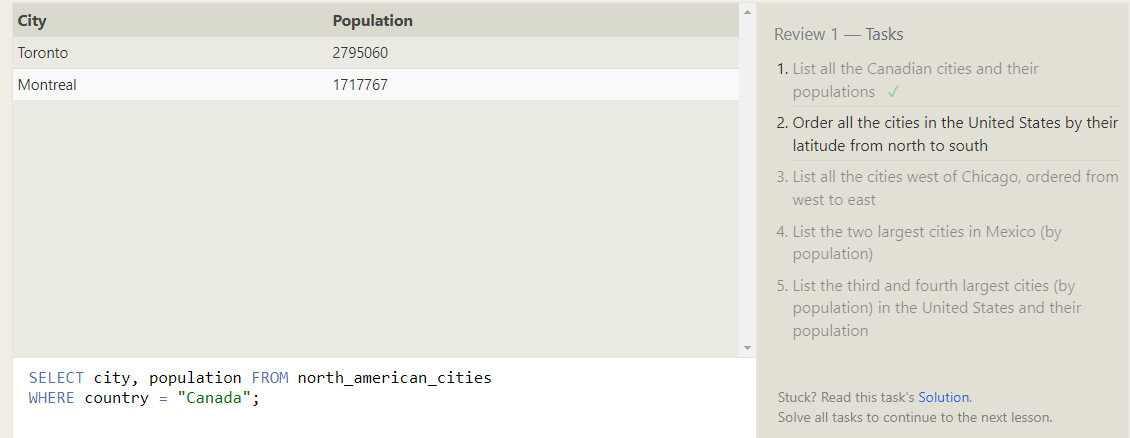 City Population
Toronto 2795060
Montreal 1717767
SELECT city, population FROM north_american_cities
WHERE country = "Canada";
Review 1 — Tasks
1. List all the Canadian cities and their
populations ✓
2. Order all the cities in the United States by their
latitude from north to south
3. List all the cities west of Chicago, ordered from
west to east
4. List the two largest cities in Mexico (by
population)
5. List the third and fourth largest cities (by
population) in the United States and their
population
Stuck? Read this task's Solution.
Solve all tasks to continue to the next lesson.